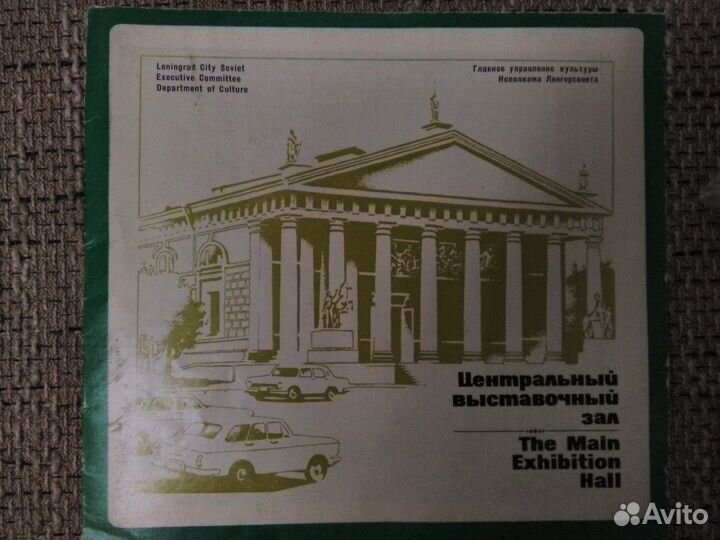 Leningrad City Soviet
Executive Committee
Department of Culture
Главное управление культуры
Исполкома Ленгорсовета
Центральный
выставочный
зал
The Main
Exhibition
Hall
Avito